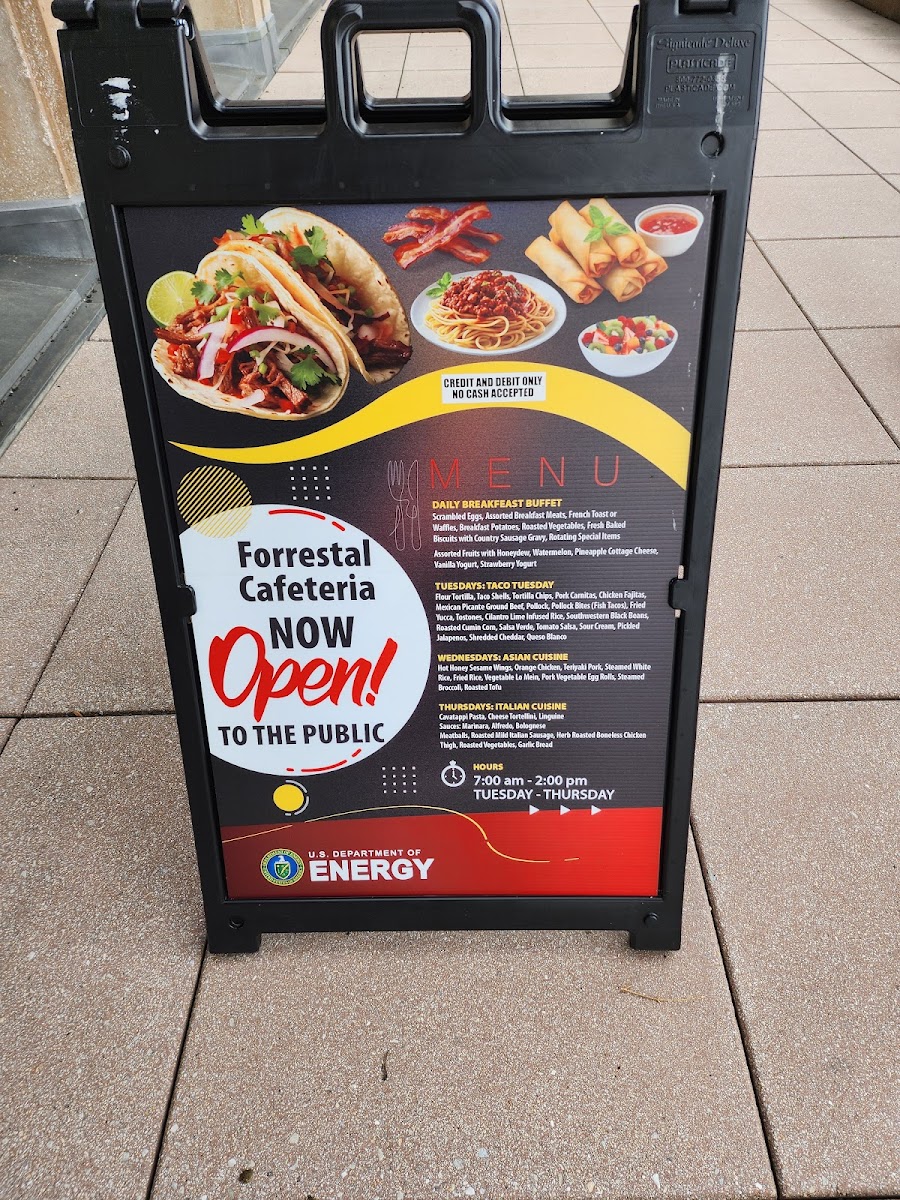 Signicade Deluxe
PLASTICADE
PLASTICADE.COM
CREDIT AND DEBIT ONLY
NO CASH ACCEPTED
MENU
DAILY BREAKFEAST BUFFET
Scrambled Eggs, Assorted Breakfast Meats, French Toast or
Waffles, Breakfast Potatoes, Roasted Vegetables, Fresh Baked
Biscuits with Country Sausage Gravy, Rotating Special Items
Assorted Fruits with Honeydew, Watermelon, Pineapple Cottage Cheese,
Vanilla Yogurt, Strawberry Yogurt
TUESDAYS: TACO TUESDAY
Flour Tortilla, Taco Shells, Tortilla Chips, Pork Carnitas, Chicken Fajitas,
Mexican Picante Ground Beef, Pollock, Pollock Bites (Fish Tacos), Fried
Yucca, Tostones, Cilantro Lime Infused Rice, Southwestern Black Beans,
Roasted Cumin Corn, Salsa Verde, Tomato Salsa, Sour Cream, Pickled
Jalapenos, Shredded Cheddar, Queso Blanco
WEDNESDAYS: ASIAN CUISINE
Hot Honey Sesame Wings, Orange Chicken, Teriyaki Pork, Steamed White
Rice, Fried Rice, Vegetable Lo Mein, Pork Vegetable Egg Rolls, Steamed
Broccoli, Roasted Tofu
THURSDAYS: ITALIAN CUISINE
Cavatappi Pasta, Cheese Tortellini, Linguine
Sauces: Marinara, Alfredo, Bolognese
Meatballs, Roasted Mild Italian Sausage, Herb Roasted Boneless Chicken
Thigh, Roasted Vegetables, Garlic Bread
HOURS
7:00 am - 2:00 pm
TUESDAY - THURSDAY
Forrestal
Cafeteria
NOW
Open!
TO THE PUBLIC
U.S. DEPARTMENT OF
ENERGY